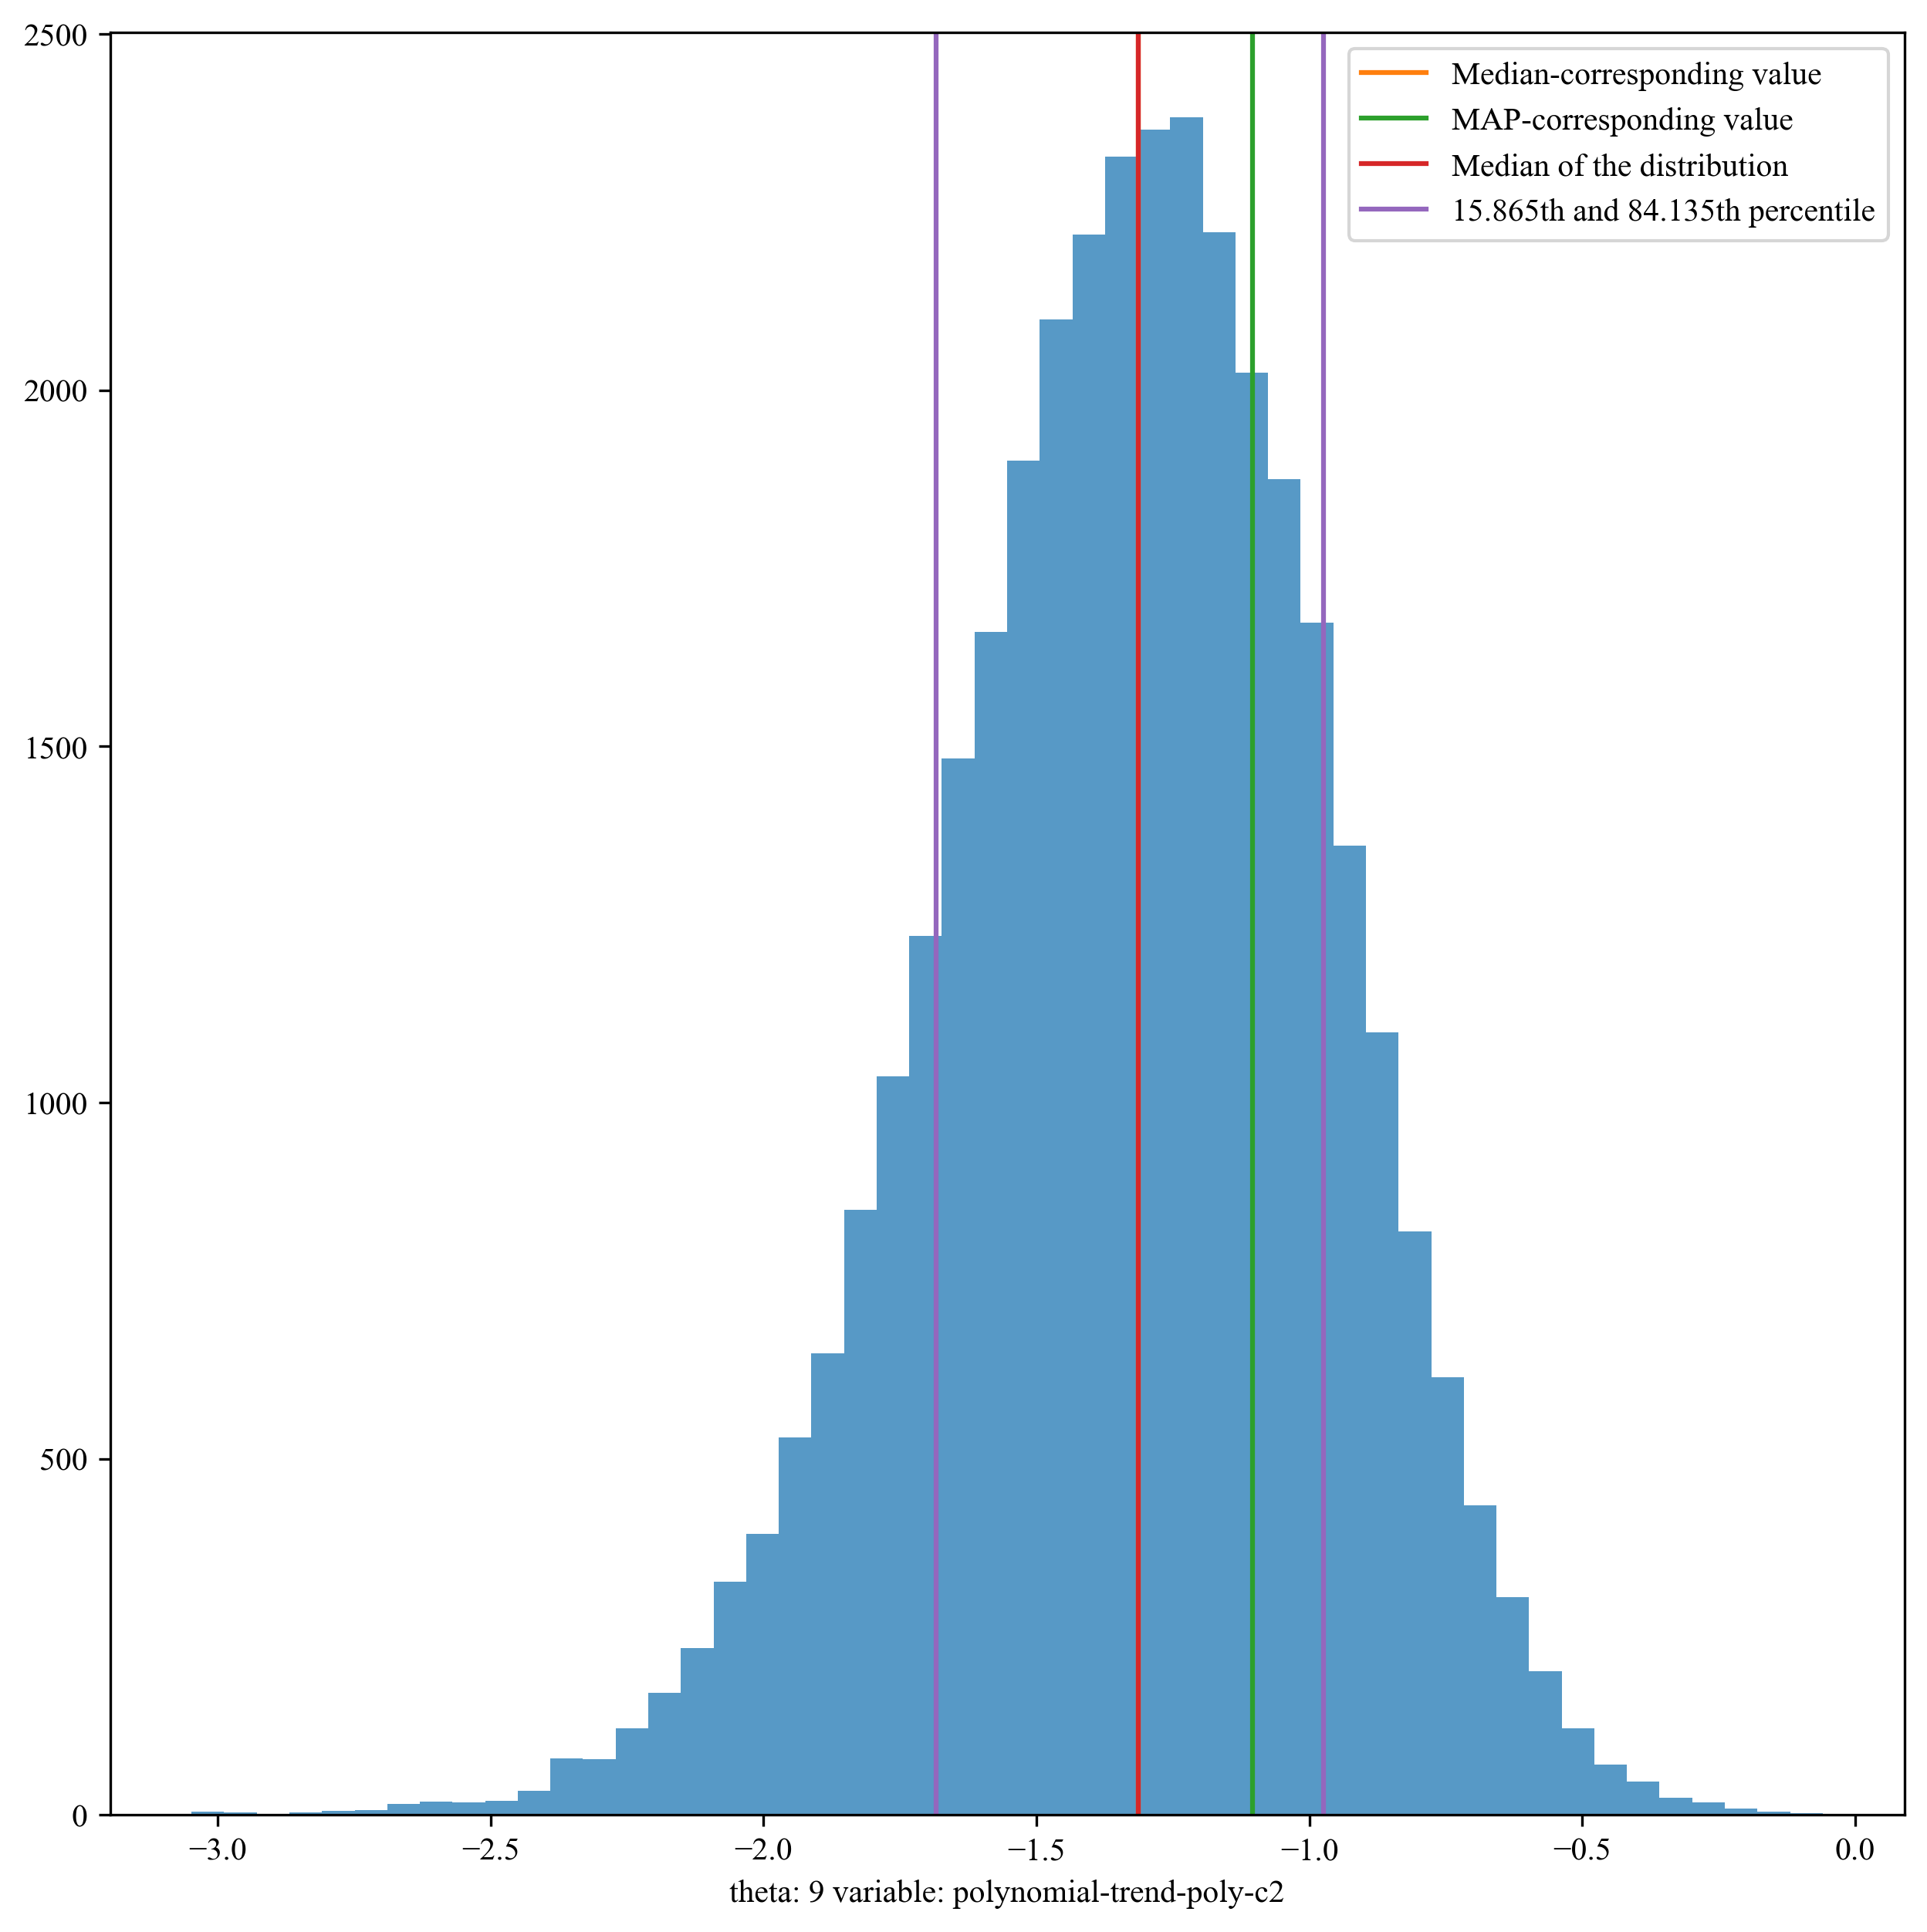 2500
2000
1500
1000
500
0
Median-corresponding value
MAP-corresponding value
Median of the distribution
15.865th and 84.135th percentile
−3.0 −2.5 −2.0 −1.5 −1.0 −0.5 0.0
theta: 9 variable: polynomial-trend-poly-c2